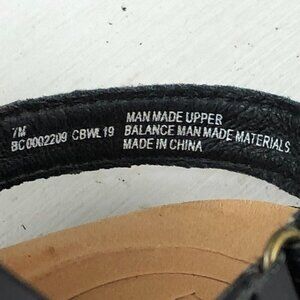 7M
BC0002209 CBWL19
MAN MADE UPPER
BALANCE MAN MADE MATERIALS
MADE IN CHINA